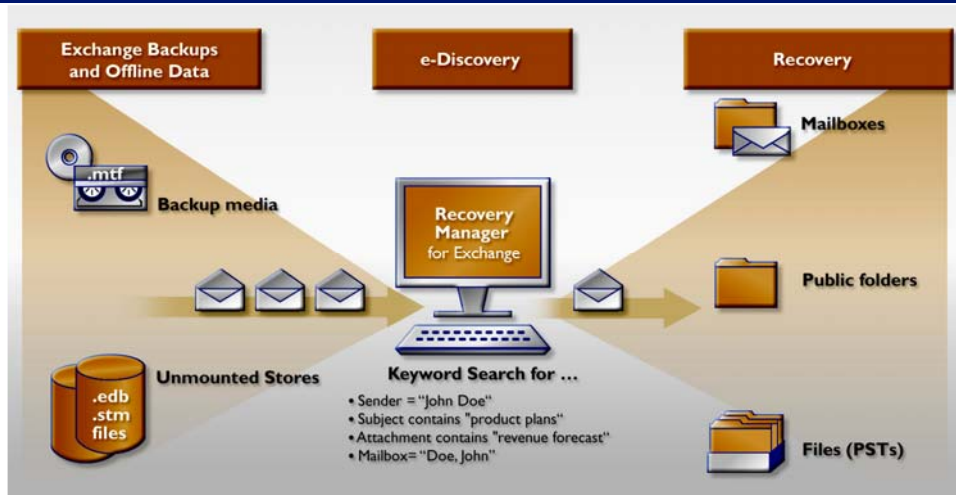 Exchange Backups
and Offline Data
e-Discovery
Recovery
.mtf
Backup media
Unmounted Stores
.edb
.stm
files
Recovery
Manager
for Exchange
Keyword Search for ...
• Sender = “John Doe”
• Subject contains "product plans”
• Attachment contains "revenue forecast”
• Mailbox= “Doe, John”
Mailboxes
Public folders
Files (PSTs)